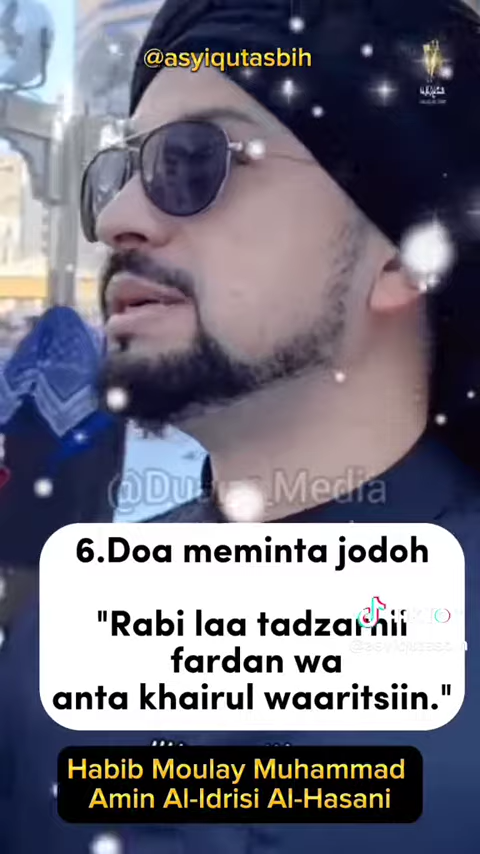 @asyiqutasbih
6.Doa meminta jodoh
"Rabi laa tadzarnii
fardan wa
anta khairul waaritsiin."
@asyiqutasbih
Habib Moulay Muhammad
Amin Al-Idrisi Al-Hasani